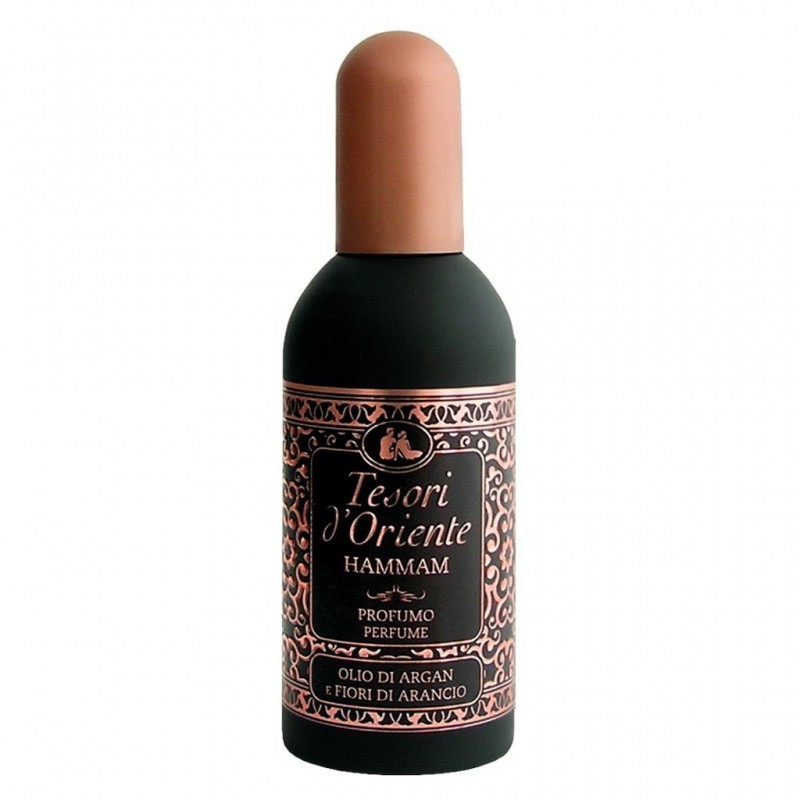 Tesori
d'Oriente
HAMMAM
PROFUMO
PERFUME
OLIO DI ARGAN
E FIORI DI ARANCIO